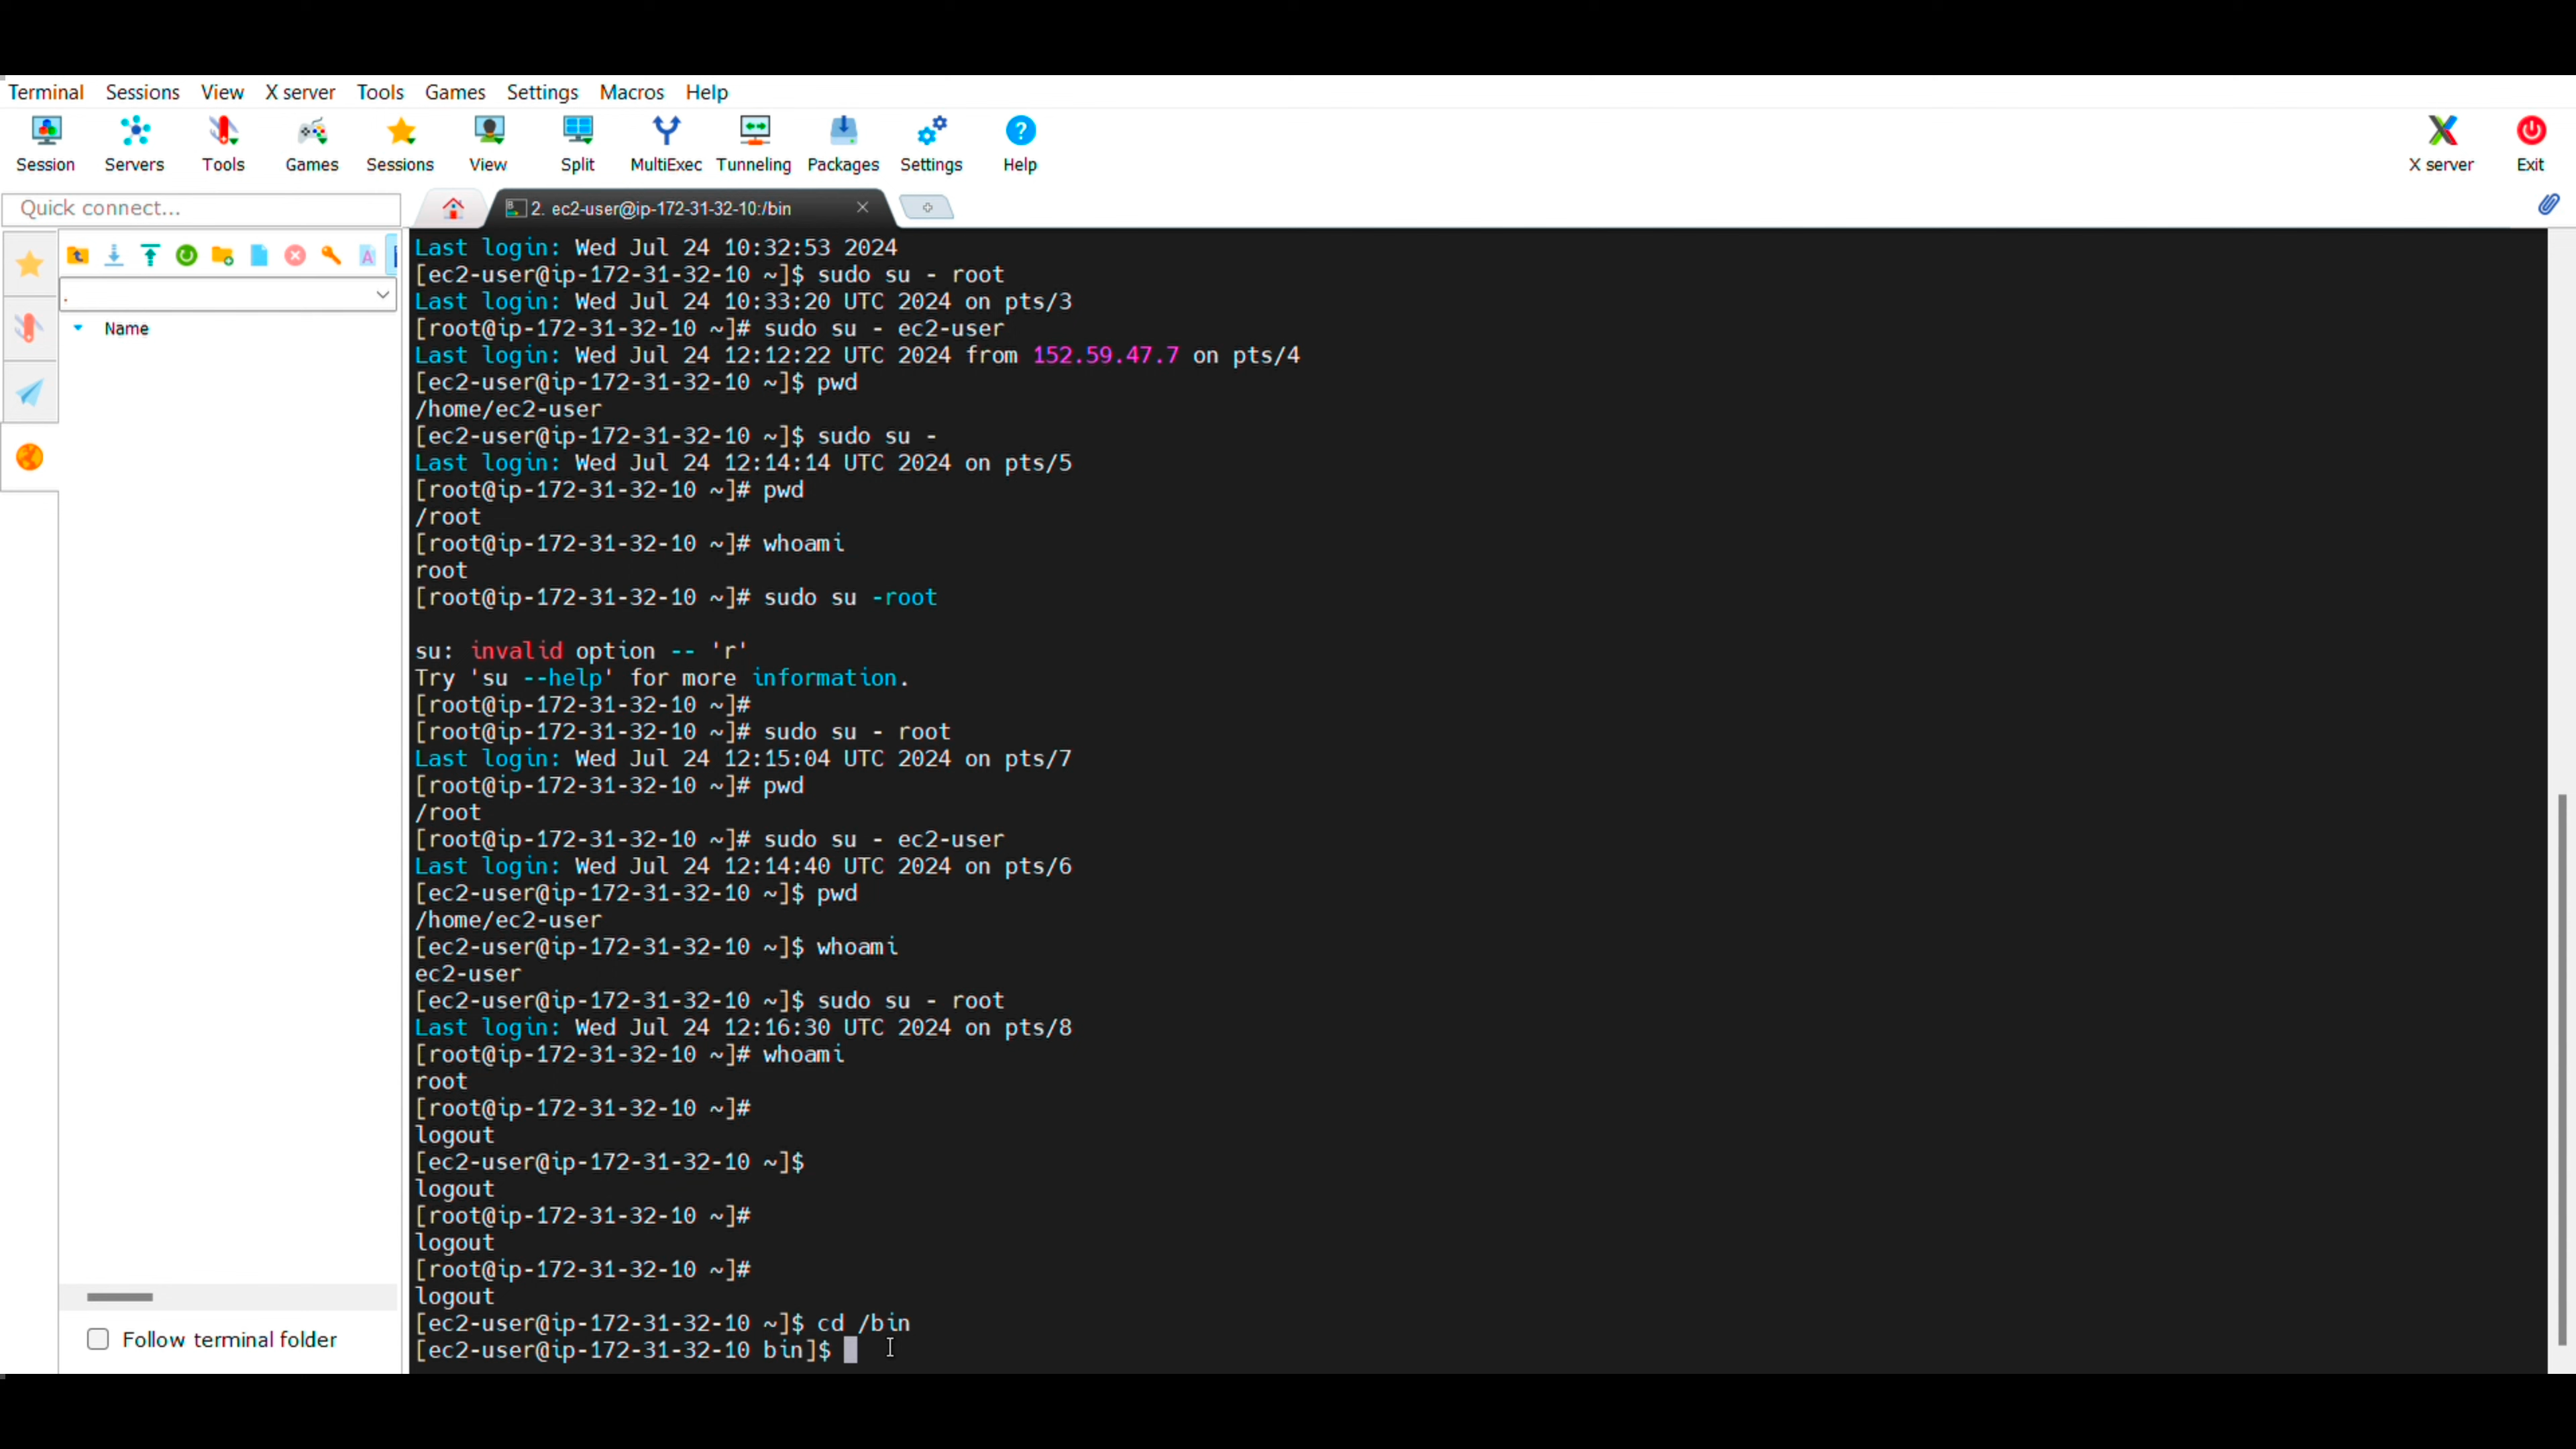 Terminal Sessions View X server Tools Games Settings Macros Help
Session Servers Tools Games Sessions View Split MultiExec Tunneling Packages Settings Help X server Exit
Quick connect...
2. ec2-user@ip-172-31-32-10:/bin
.
Name
Follow terminal folder
Last login: Wed Jul 24 10:32:53 2024
[ec2-user@ip-172-31-32-10 ~]$ sudo su - root
Last login: Wed Jul 24 10:33:20 UTC 2024 on pts/3
[root@ip-172-31-32-10 ~]# sudo su - ec2-user
Last login: Wed Jul 24 12:12:22 UTC 2024 from 152.59.47.7 on pts/4
[ec2-user@ip-172-31-32-10 ~]$ pwd
/home/ec2-user
[ec2-user@ip-172-31-32-10 ~]$ sudo su -
Last login: Wed Jul 24 12:14:14 UTC 2024 on pts/5
[root@ip-172-31-32-10 ~]# pwd
/root
[root@ip-172-31-32-10 ~]# whoami
root
[root@ip-172-31-32-10 ~]# sudo su -root
su: invalid option -- 'r'
Try 'su --help' for more information.
[root@ip-172-31-32-10 ~]#
[root@ip-172-31-32-10 ~]# sudo su - root
Last login: Wed Jul 24 12:15:04 UTC 2024 on pts/7
[root@ip-172-31-32-10 ~]# pwd
/root
[root@ip-172-31-32-10 ~]# sudo su - ec2-user
Last login: Wed Jul 24 12:14:40 UTC 2024 on pts/6
[ec2-user@ip-172-31-32-10 ~]$ pwd
/home/ec2-user
[ec2-user@ip-172-31-32-10 ~]$ whoami
ec2-user
[ec2-user@ip-172-31-32-10 ~]$ sudo su - root
Last login: Wed Jul 24 12:16:30 UTC 2024 on pts/8
[root@ip-172-31-32-10 ~]# whoami
root
[root@ip-172-31-32-10 ~]#
logout
[ec2-user@ip-172-31-32-10 ~]$
logout
[root@ip-172-31-32-10 ~]#
logout
[root@ip-172-31-32-10 ~]#
logout
[ec2-user@ip-172-31-32-10 ~]$ cd /bin
[ec2-user@ip-172-31-32-10 bin]$